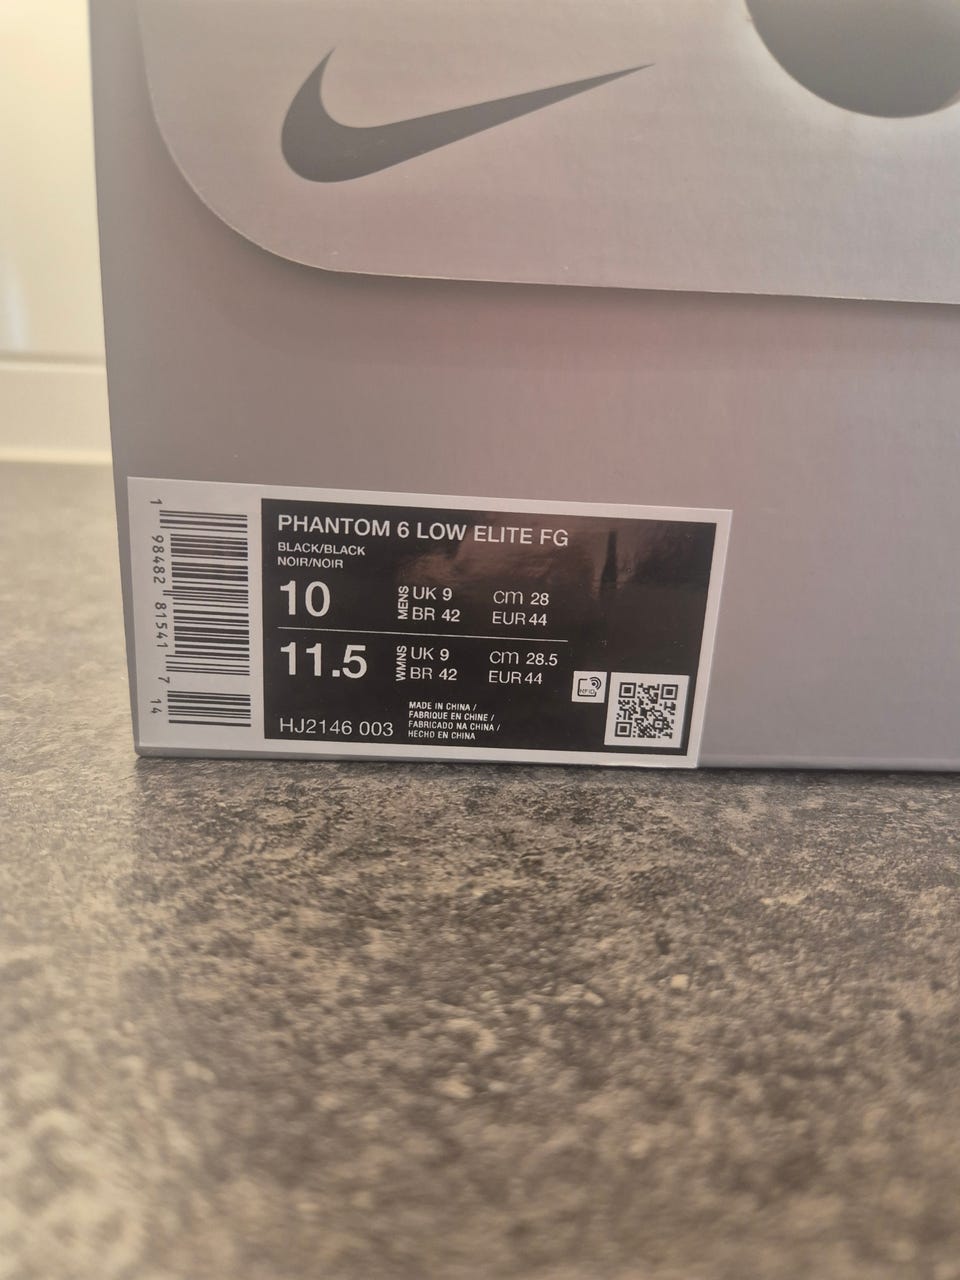 1 98482 81541 7 14
PHANTOM 6 LOW ELITE FG
BLACK/BLACK
NOIR/NOIR
10 MENS UK 9 cm 28
BR 42 EUR 44
11.5 WMNS UK 9 cm 28.5
BR 42 EUR 44
RFID
MADE IN CHINA /
FABRIQUE EN CHINE /
FABRICADO NA CHINA /
HECHO EN CHINA
HJ2146 003